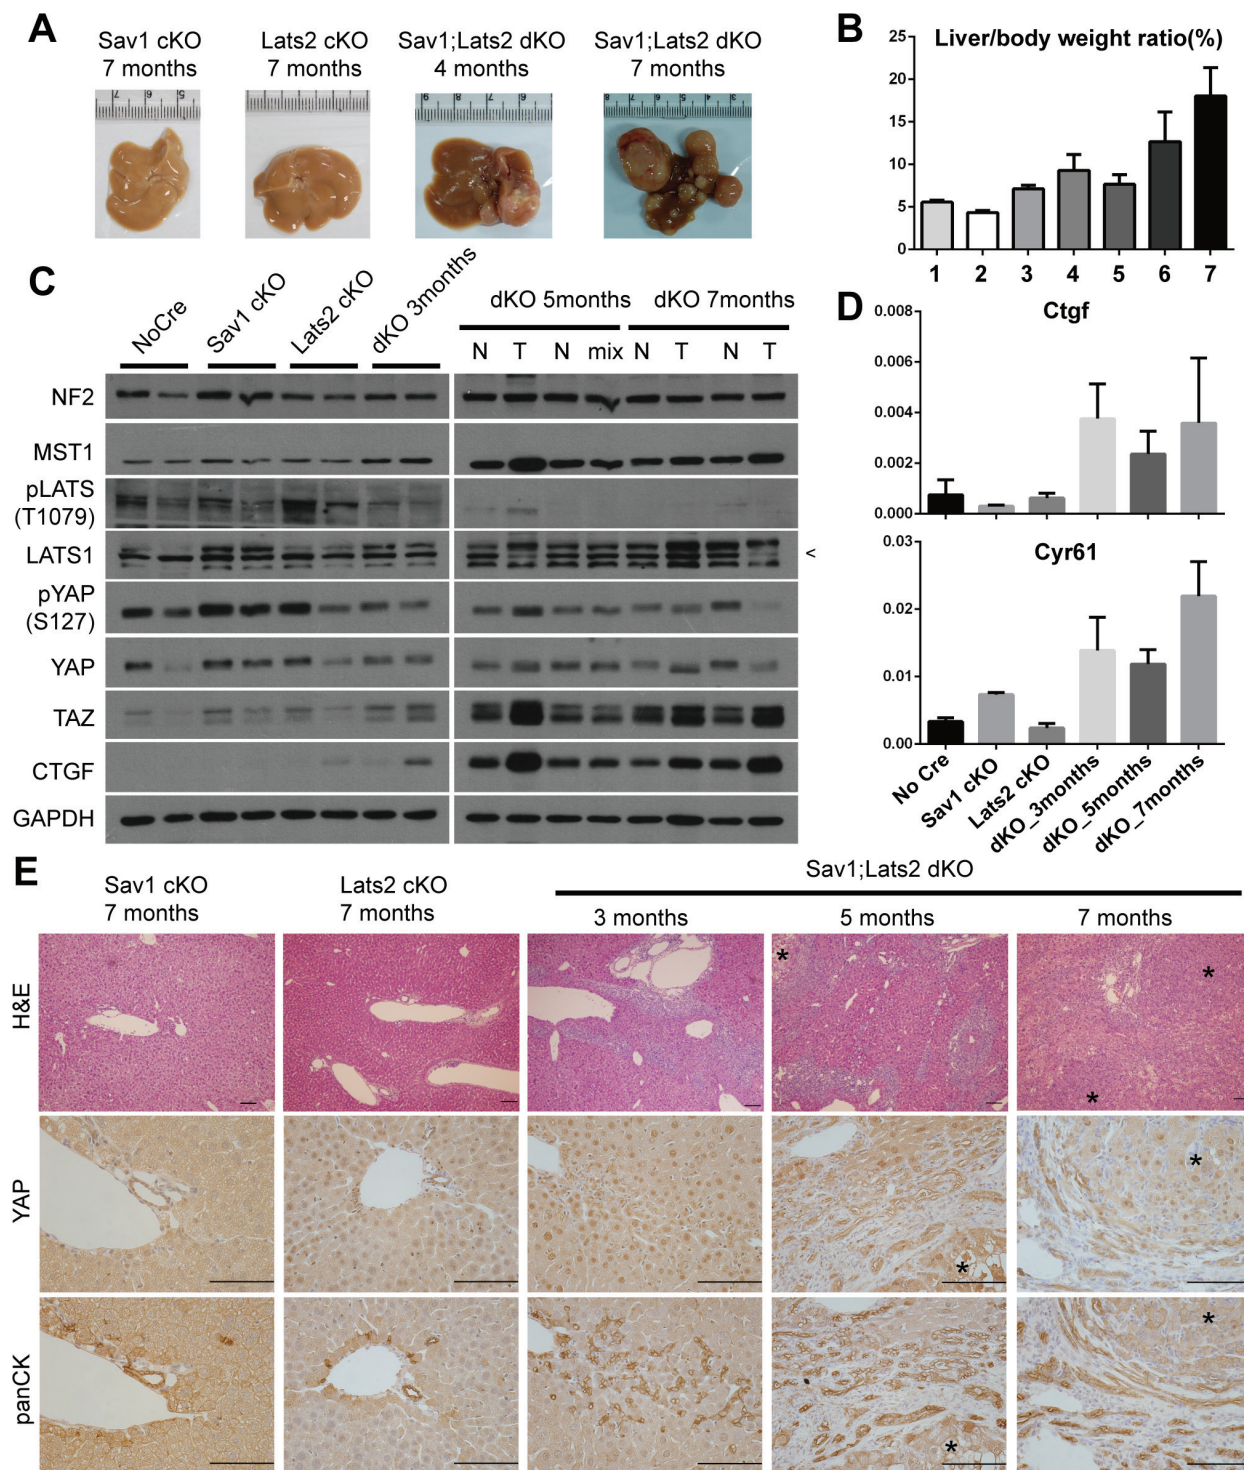 A
Sav1 cKO
7 months
Lats2 cKO
7 months
Sav1;Lats2 dKO
4 months
Sav1;Lats2 dKO
7 months
B
Liver/body weight ratio(%)
25
20
15
10
5
0
1 2 3 4 5 6 7
C
NoCre
Sav1 cKO
Lats2 cKO
dKO 3months
dKO 5months
dKO 7months
N T N mix N T N T
NF2
MST1
pLATS
(T1079)
LATS1
<
pYAP
(S127)
YAP
TAZ
CTGF
GAPDH
D
Ctgf
0.008
0.006
0.004
0.002
0.000
Cyr61
0.03
0.02
0.01
0.00
No Cre
Sav1 cKO
Lats2 cKO
dKO_3months
dKO_5months
dKO_7months
E
Sav1 cKO
7 months
Lats2 cKO
7 months
Sav1;Lats2 dKO
3 months
5 months
7 months
H&E
*
*
*
YAP
*
*
panCK
*
*